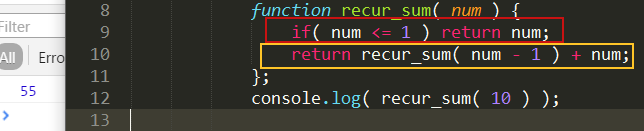 Filter
All Erro
55
>
8 function recur_sum( num ) {
9 if( num <= 1 ) return num;
10 return recur_sum( num - 1 ) + num;
11 };
12 console.log( recur_sum( 10 ) );
13